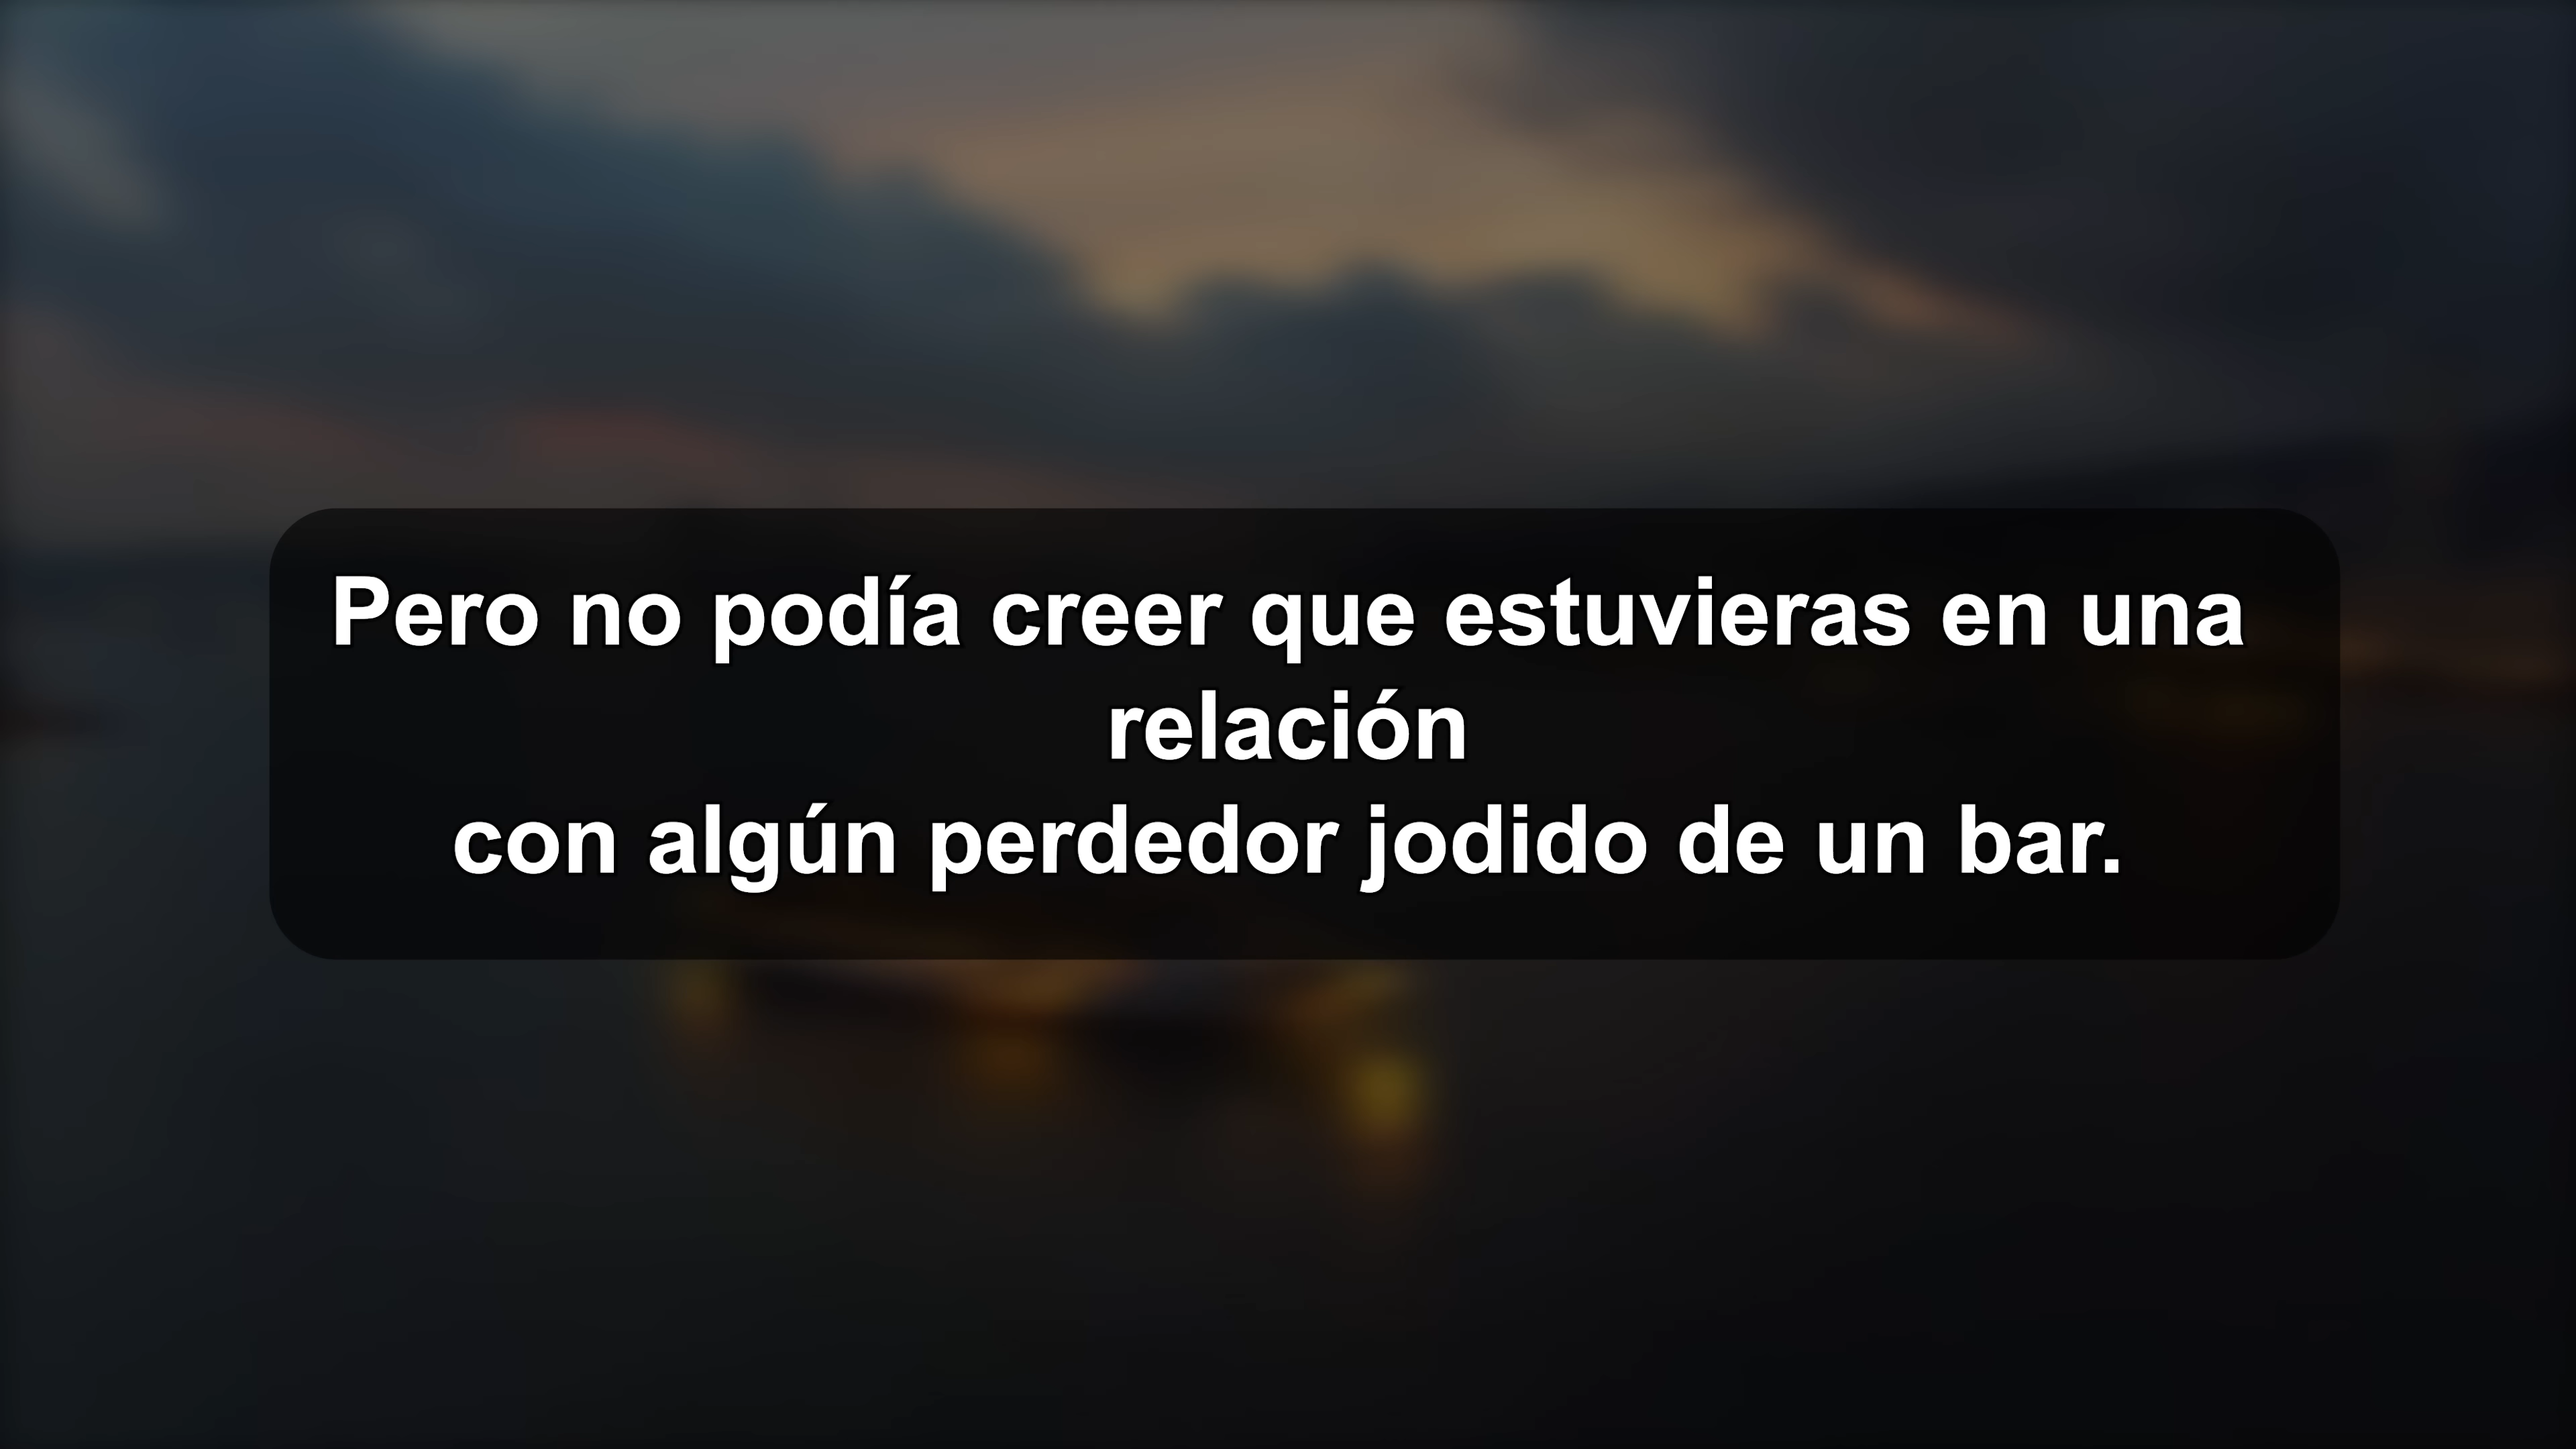 Pero no podía creer que estuvieras en una
relación
con algún perdedor jodido de un bar.